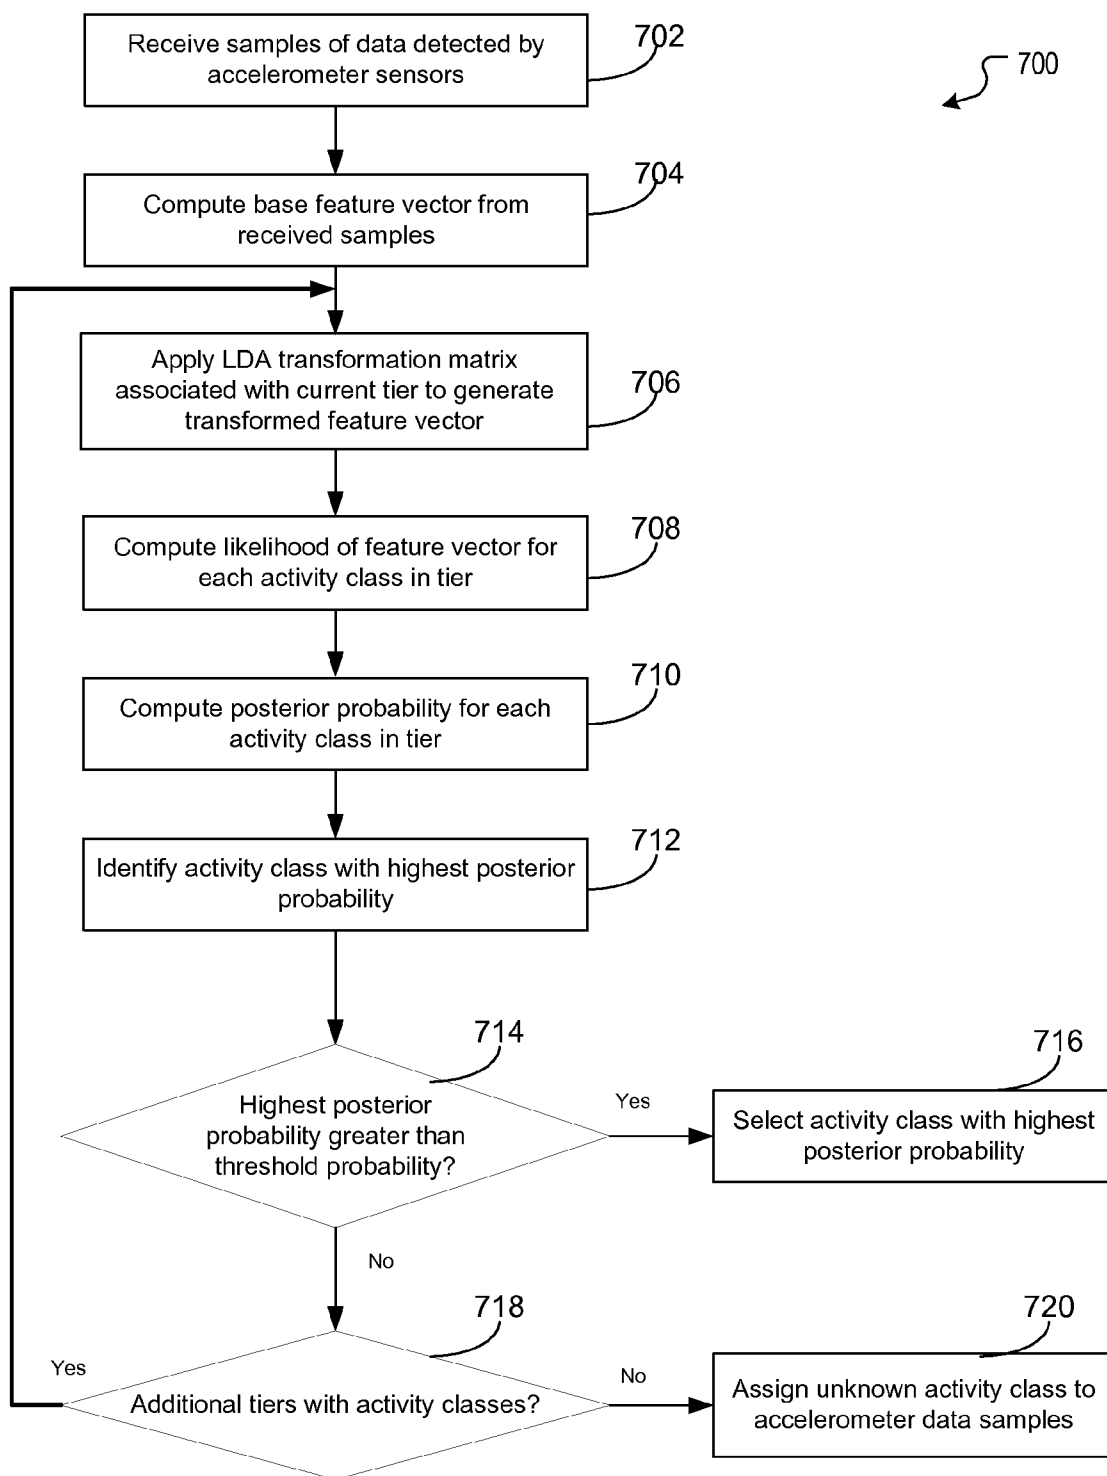 Receive samples of data detected by
accelerometer sensors
702
700
Compute base feature vector from
received samples
704
Apply LDA transformation matrix
associated with current tier to generate
transformed feature vector
706
Compute likelihood of feature vector for
each activity class in tier
708
Compute posterior probability for each
activity class in tier
710
Identify activity class with highest posterior
probability
712
714
Highest posterior
probability greater than
threshold probability?
Yes
716
Select activity class with highest
posterior probability
No
718
Additional tiers with activity classes?
Yes
No
720
Assign unknown activity class to
accelerometer data samples